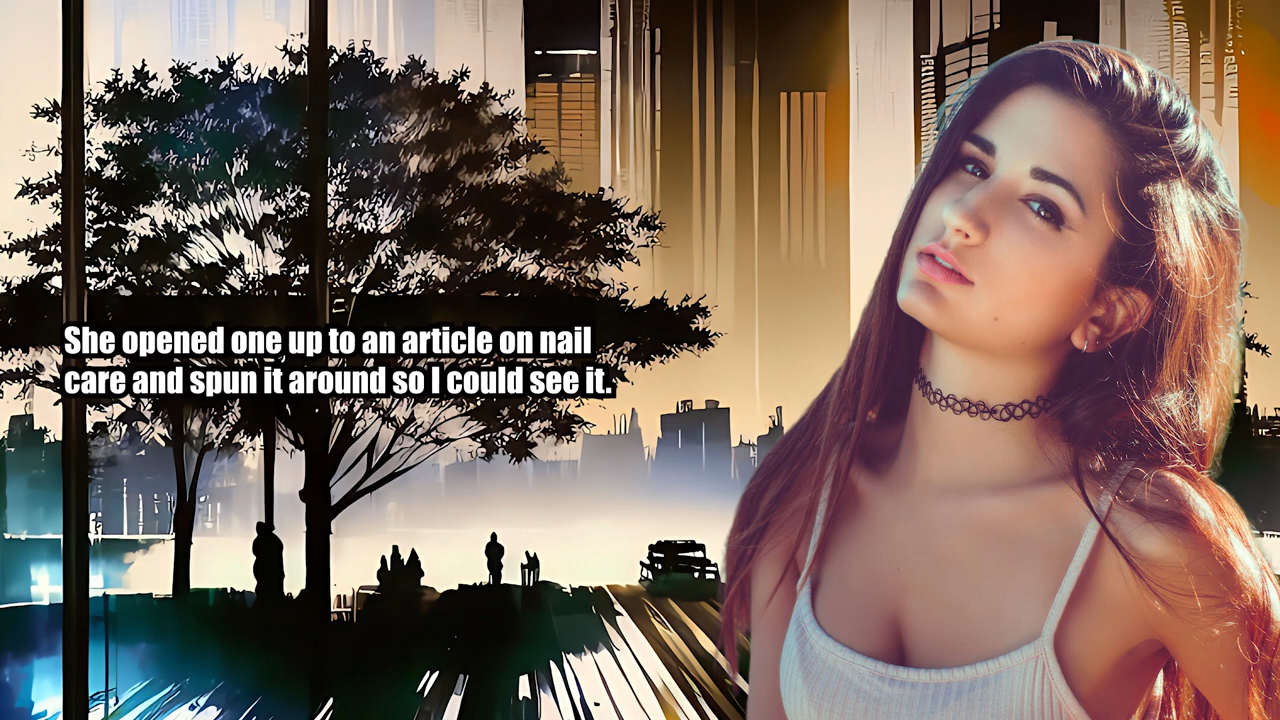 She opened one up to an article on nail
care and spun it around so I could see it.